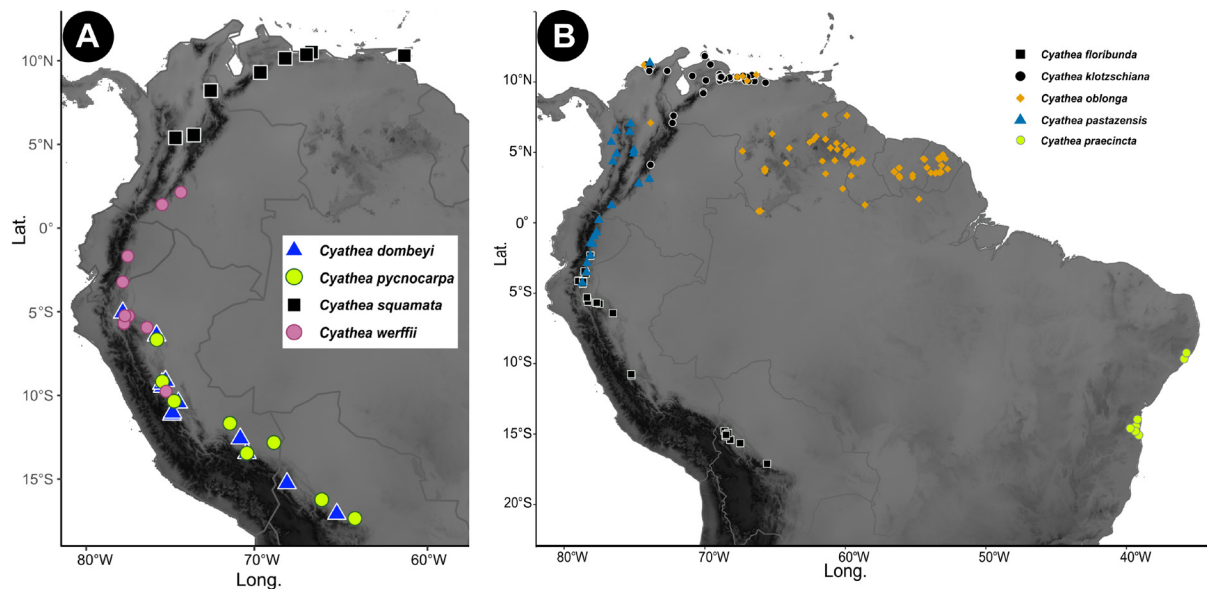 A
10°N
5°N
0°
5°S
10°S
15°S
80°W
70°W
60°W
Lat.
Long.
Cyathea dombeyi
Cyathea pycnocarpa
Cyathea squamata
Cyathea werffii
B
10°N
5°N
0°
5°S
10°S
15°S
20°S
80°W
70°W
60°W
50°W
40°W
Lat.
Long.
Cyathea floribunda
Cyathea klotzschiana
Cyathea oblonga
Cyathea pastazensis
Cyathea praecincta